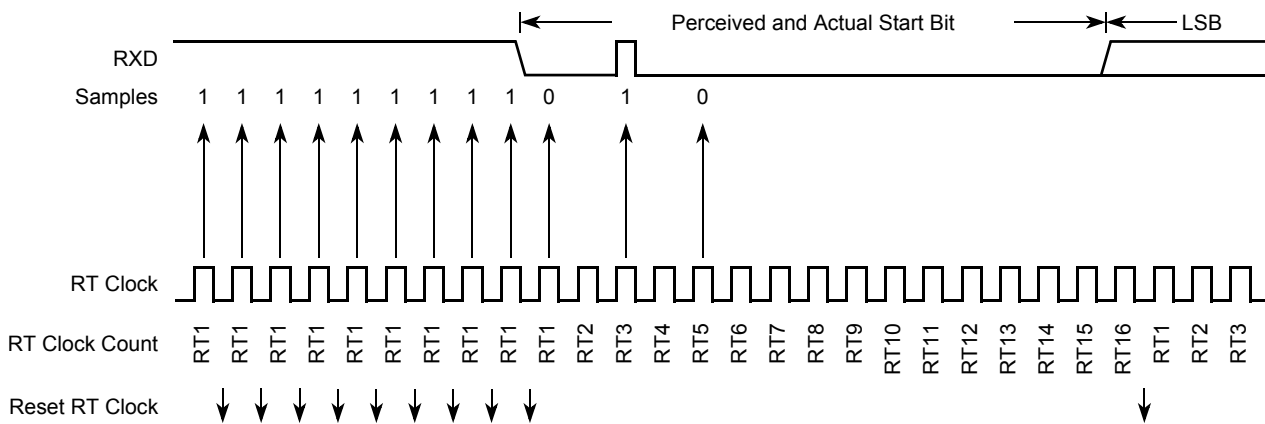 Perceived and Actual Start Bit LSB
RXD
Samples 1 1 1 1 1 1 1 1 1 0 1 0
RT Clock
RT Clock Count RT1 RT1 RT1 RT1 RT1 RT1 RT1 RT1 RT1 RT1 RT2 RT3 RT4 RT5 RT6 RT7 RT8 RT9 RT10 RT11 RT12 RT13 RT14 RT15 RT16 RT1 RT2 RT3
Reset RT Clock